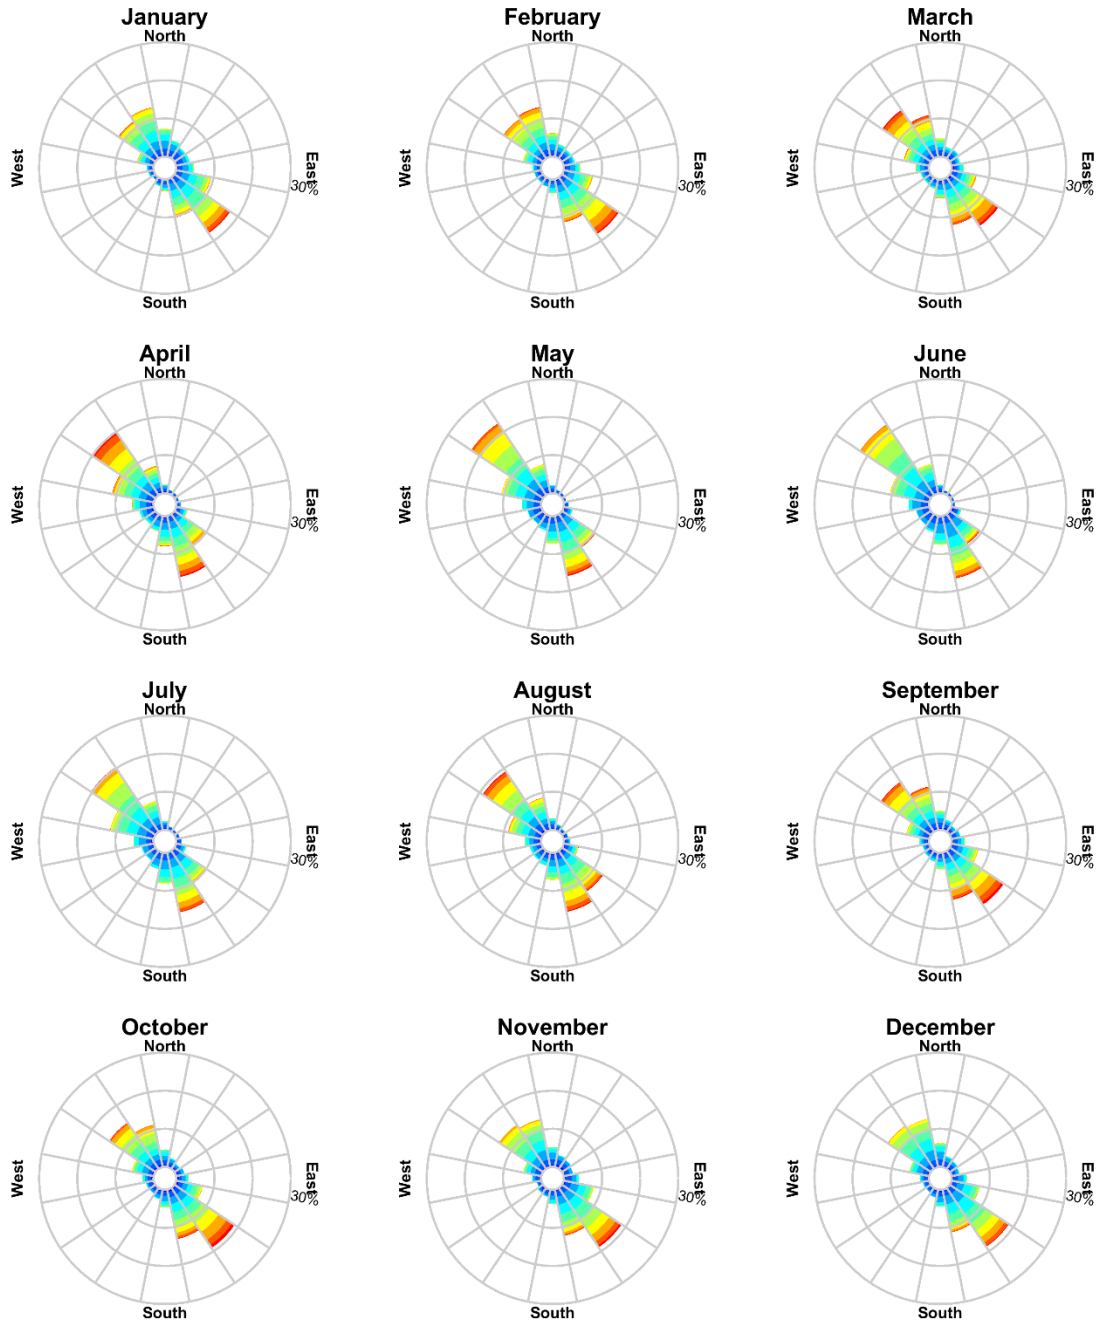 January
North
West
East
30%
South
February
North
West
East
30%
South
March
North
West
East
30%
South
April
North
West
East
30%
South
May
North
West
East
30%
South
June
North
West
East
30%
South
July
North
West
East
30%
South
August
North
West
East
30%
South
September
North
West
East
30%
South
October
North
West
East
30%
South
November
North
West
East
30%
South
December
North
West
East
30%
South